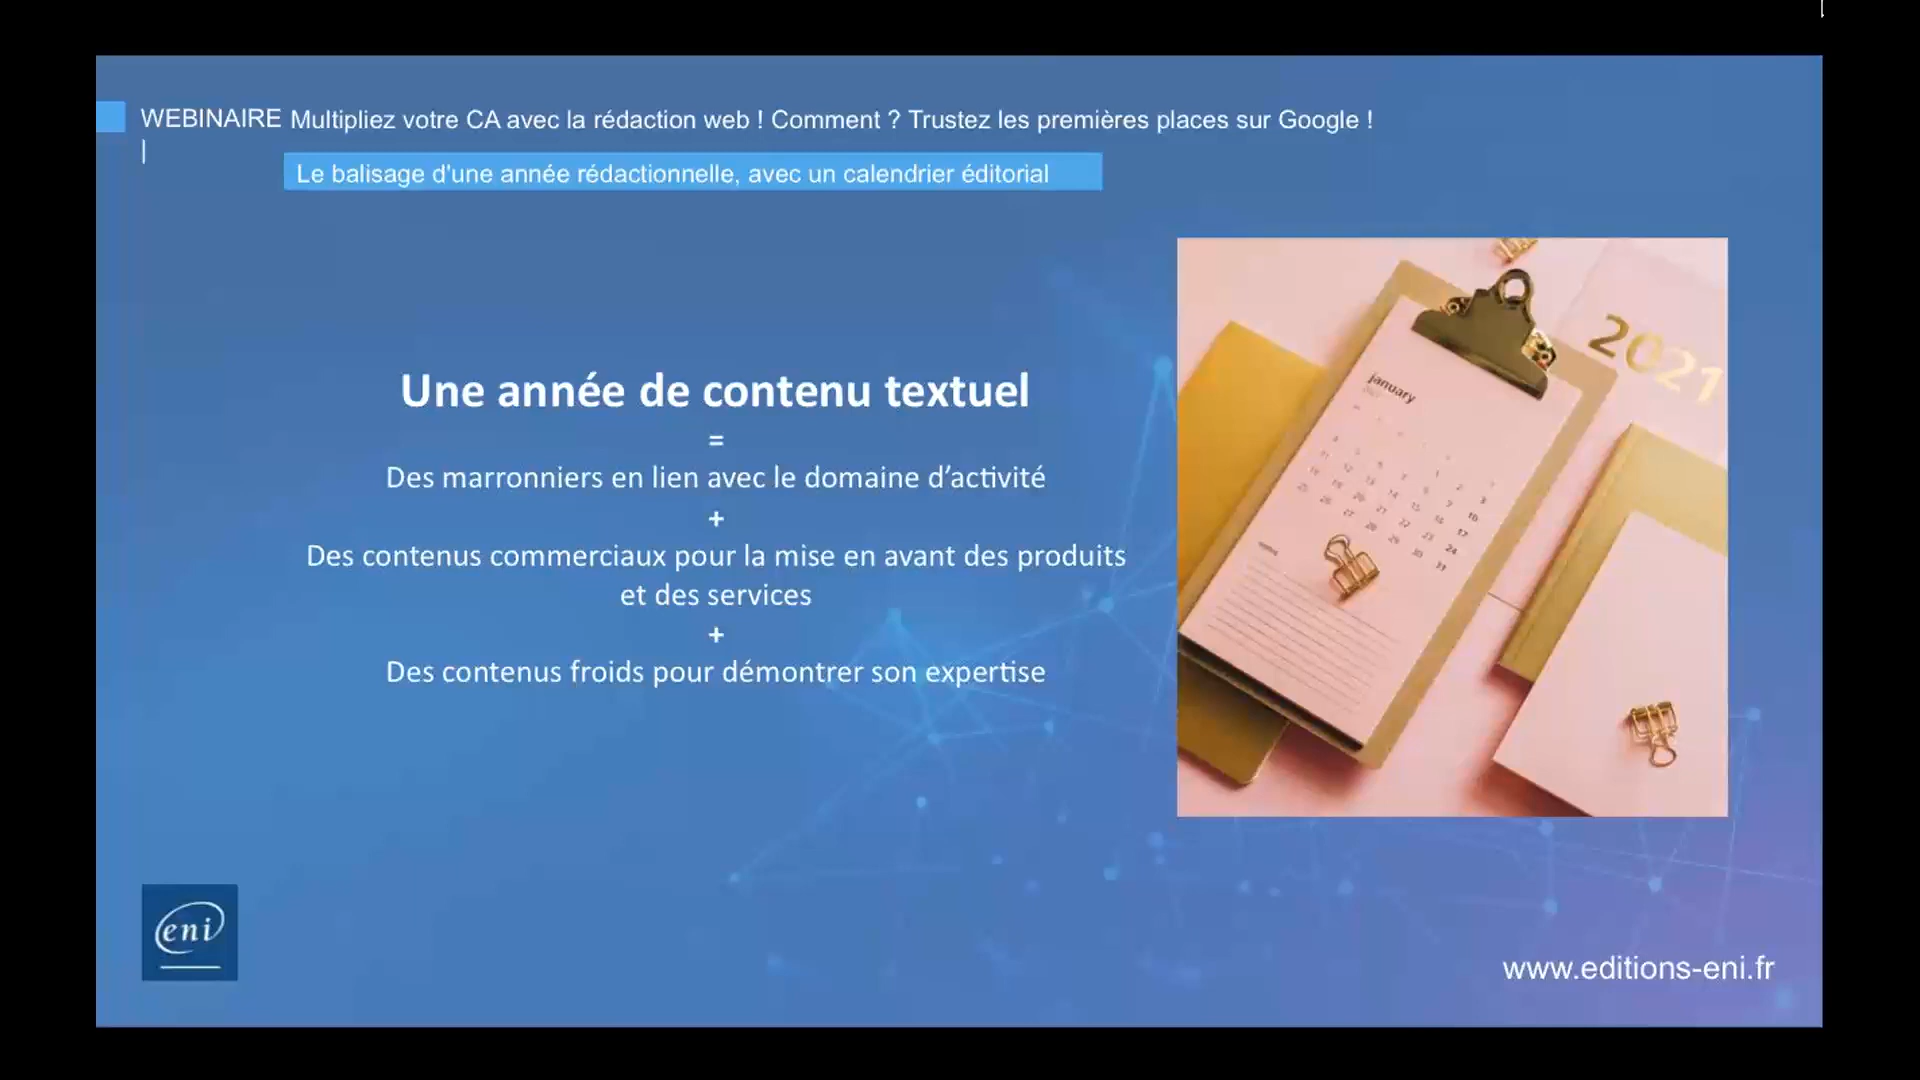 WEBINAIRE Multipliez votre CA avec la rédaction web ! Comment ? Trustez les premières places sur Google !
|
Le balisage d'une année rédactionnelle, avec un calendrier éditorial
Une année de contenu textuel
=
Des marronniers en lien avec le domaine d’activité
+
Des contenus commerciaux pour la mise en avant des produits
et des services
+
Des contenus froids pour démontrer son expertise
2021
january
eni
www.editions-eni.fr